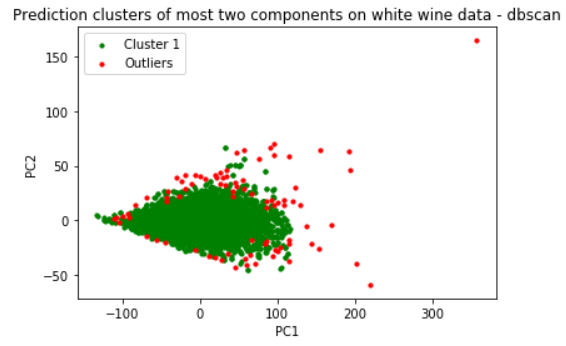 Prediction clusters of most two components on white wine data - dbscan
Cluster 1
Outliers
150
100
50
0
−50
PC2
−100
0
100
200
300
PC1